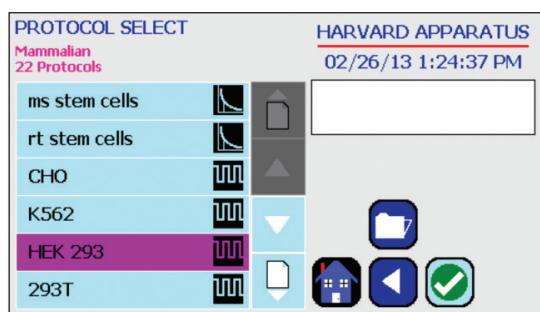 PROTOCOL SELECT
Mammalian
22 Protocols
ms stem cells
rt stem cells
CHO
K562
HEK 293
293T
HARVARD APPARATUS
02/26/13 1:24:37 PM